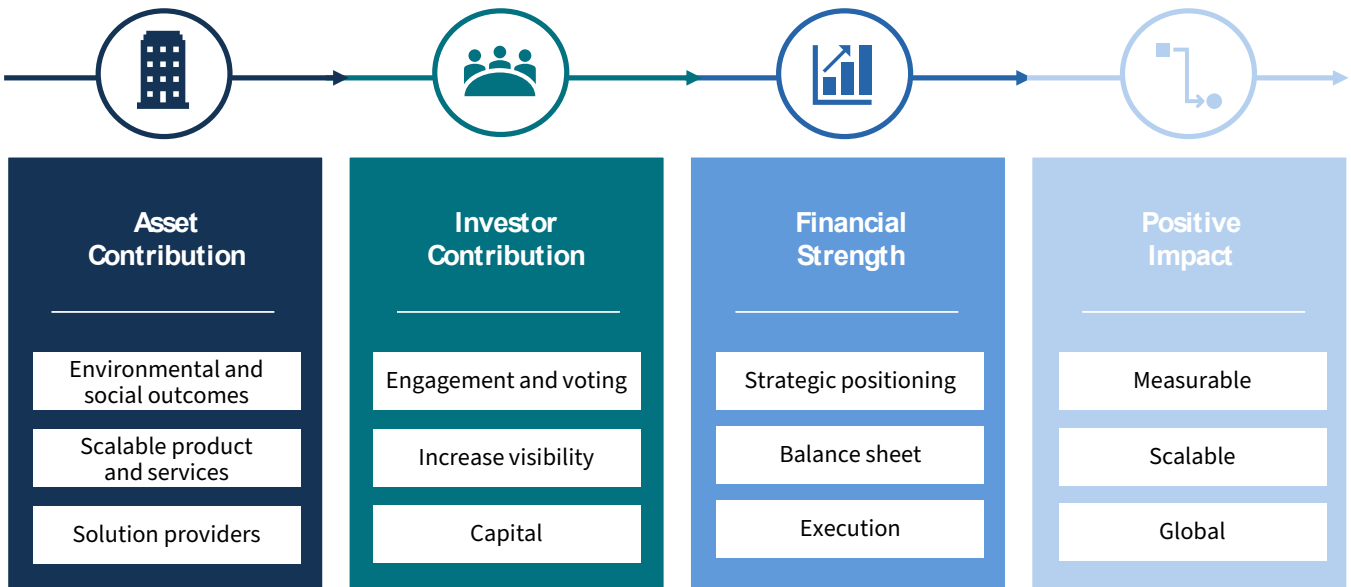 Asset
Contribution
Environmental and
social outcomes
Scalable product
and services
Solution providers
Investor
Contribution
Engagement and voting
Increase visibility
Capital
Financial
Strength
Strategic positioning
Balance sheet
Execution
Positive
Impact
Measurable
Scalable
Global